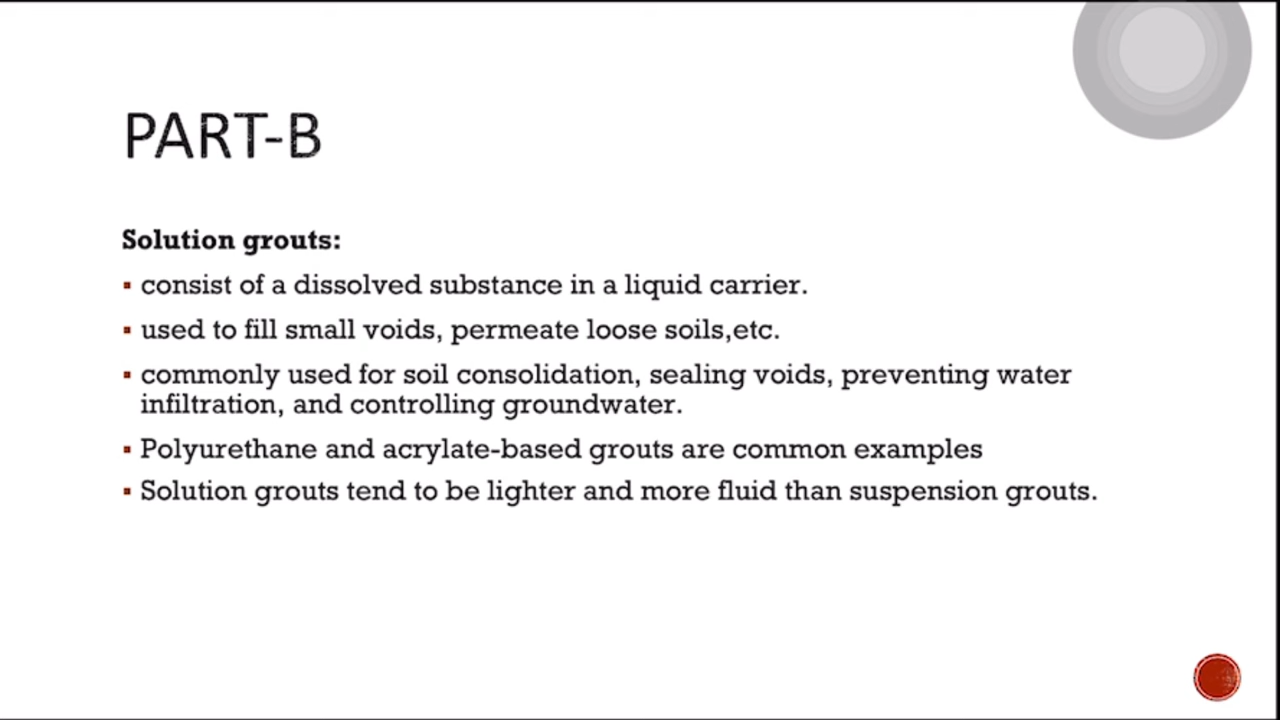 PART-B
Solution grouts:
▪ consist of a dissolved substance in a liquid carrier.
▪ used to fill small voids, permeate loose soils,etc.
▪ commonly used for soil consolidation, sealing voids, preventing water
infiltration, and controlling groundwater.
▪ Polyurethane and acrylate-based grouts are common examples
▪ Solution grouts tend to be lighter and more fluid than suspension grouts.